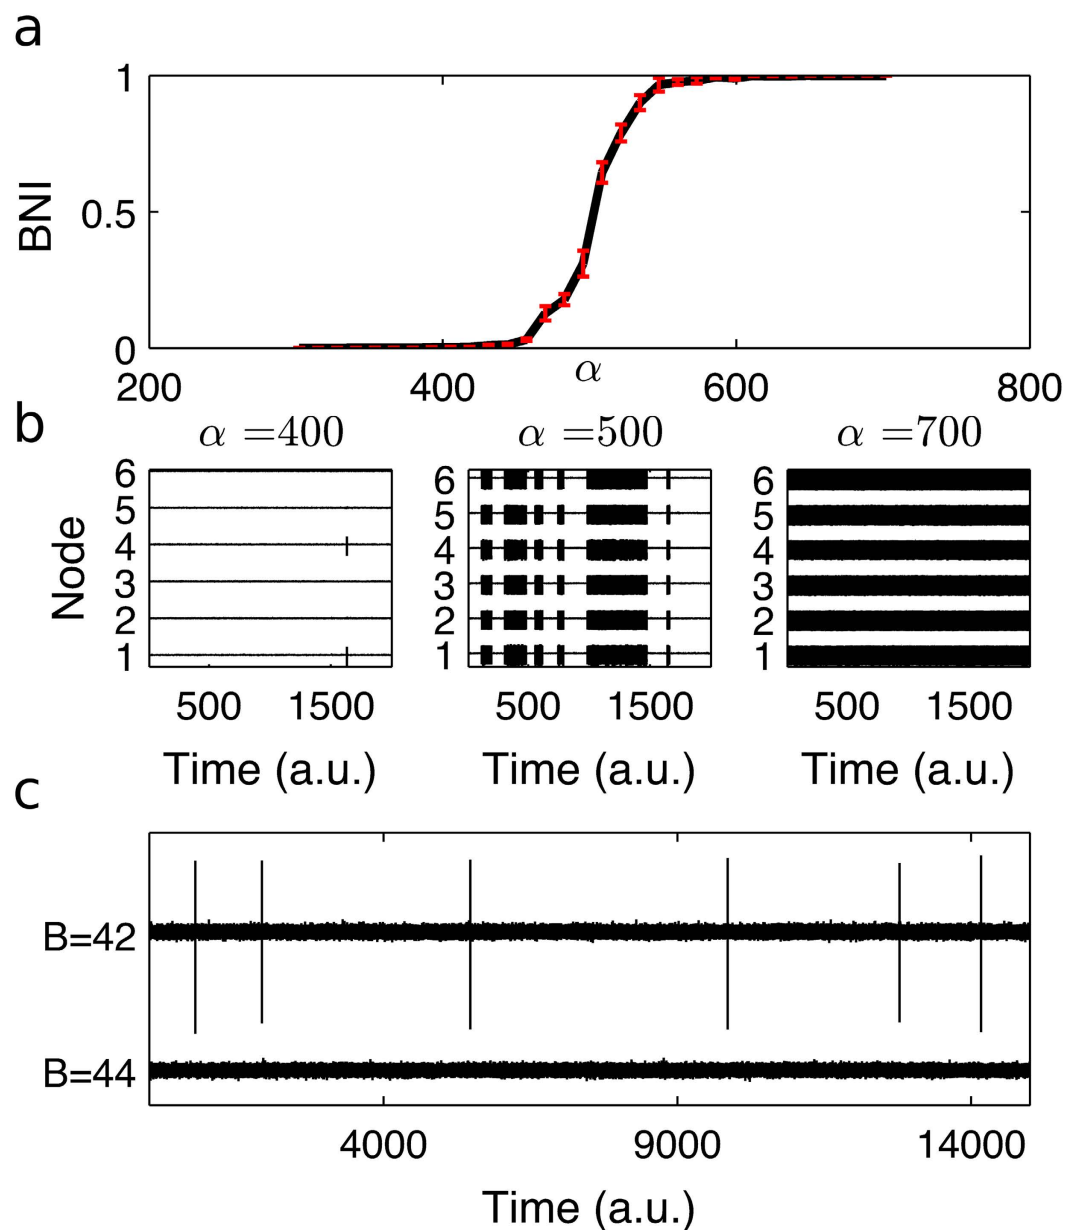 a
1
0.5
0
BNI
200 400 600 800
α
b
α =400 α =500 α =700
6 6 6
5 5 5
4 4 4
3 3 3
2 2 2
1 1 1
Node
500 1500 500 1500 500 1500
Time (a.u.) Time (a.u.) Time (a.u.)
c
B=42
B=44
4000 9000 14000
Time (a.u.)